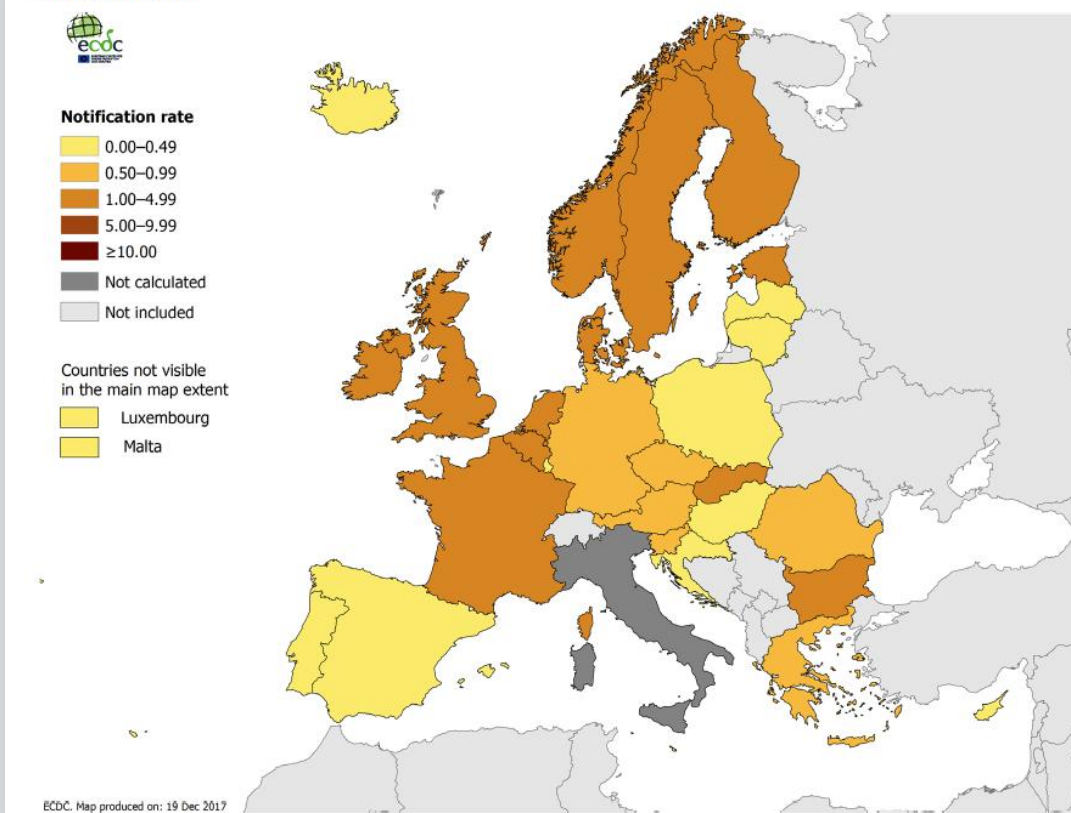 ecdc
Notification rate
0.00–0.49
0.50–0.99
1.00–4.99
5.00–9.99
≥10.00
Not calculated
Not included
Countries not visible
in the main map extent
Luxembourg
Malta
ECDC. Map produced on: 19 Dec 2017